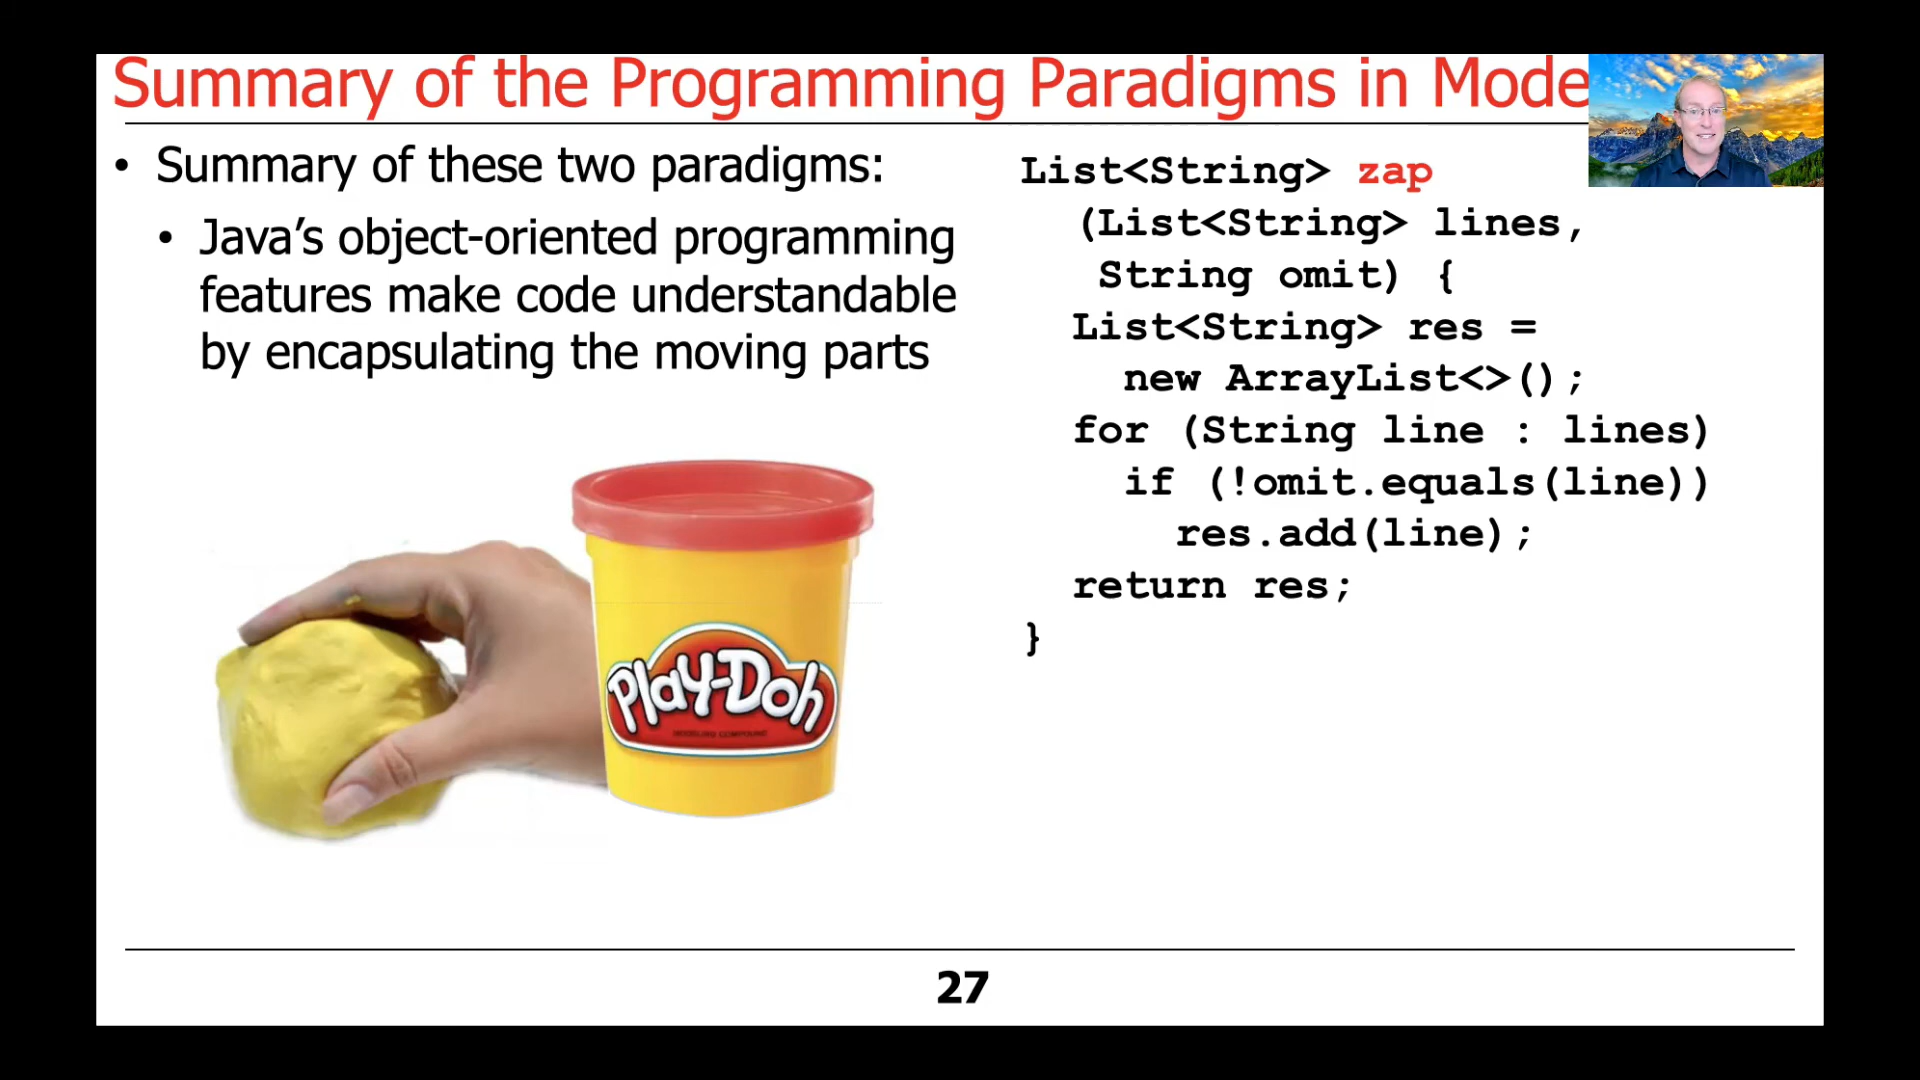 Summary of the Programming Paradigms in Mode
• Summary of these two paradigms:
• Java’s object-oriented programming
features make code understandable
by encapsulating the moving parts
List<String> zap
(List<String> lines,
String omit) {
List<String> res =
new ArrayList<>();
for (String line : lines)
if (!omit.equals(line))
res.add(line);
return res;
}
Play-Doh
MODELING COMPOUND
27